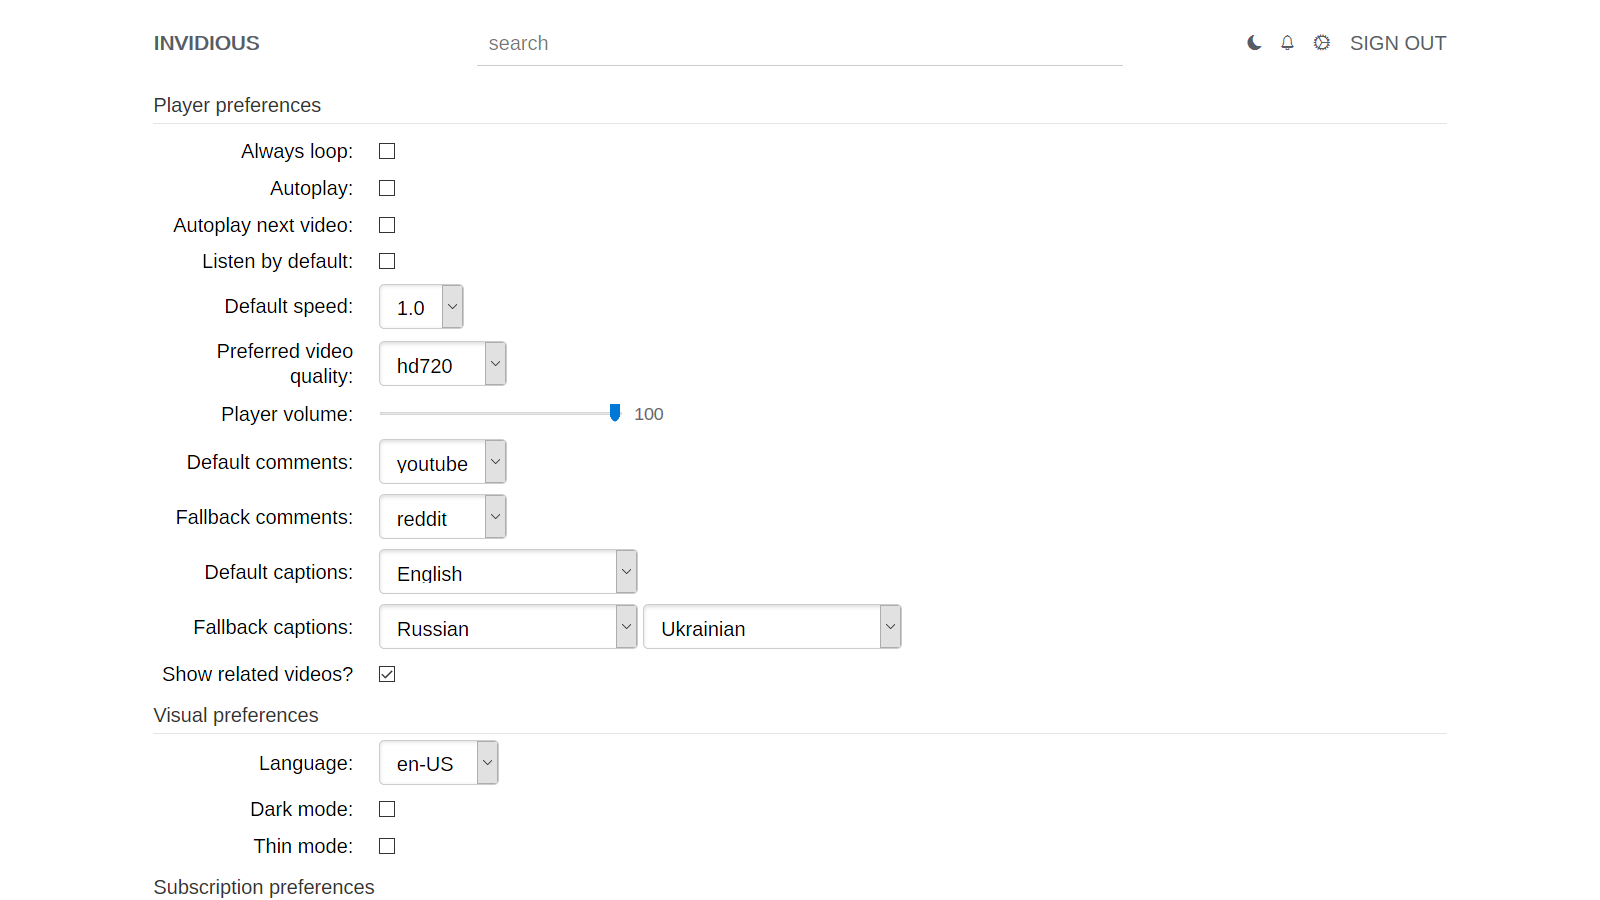 INVIDIOUS search SIGN OUT
Player preferences
Always loop:
Autoplay:
Autoplay next video:
Listen by default:
Default speed: 1.0
Preferred video
quality: hd720
Player volume: 100
Default comments: youtube
Fallback comments: reddit
Default captions: English
Fallback captions: Russian Ukrainian
Show related videos?
Visual preferences
Language: en-US
Dark mode:
Thin mode:
Subscription preferences